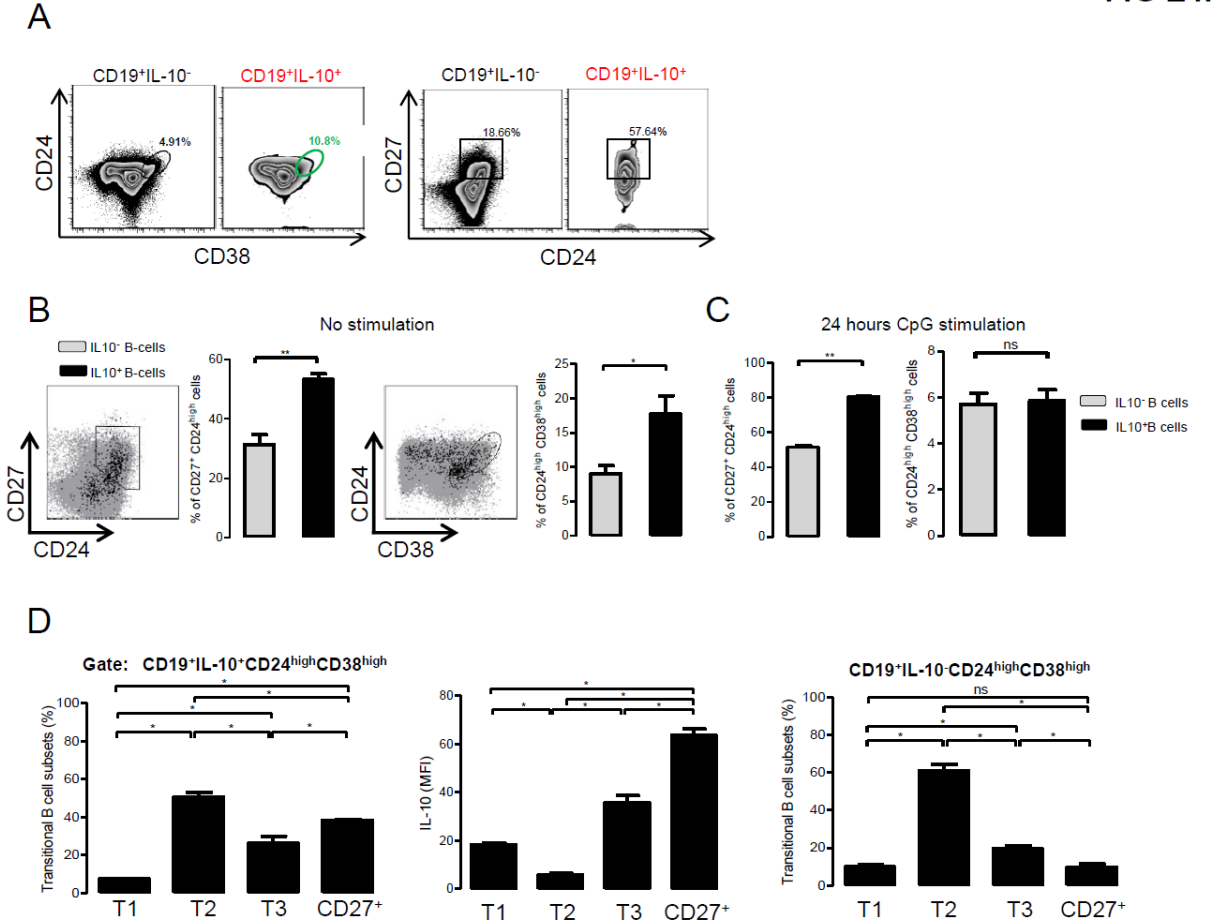 A
CD19⁺IL-10⁻ CD19⁺IL-10⁺ CD19⁺IL-10⁻ CD19⁺IL-10⁺
4.91% 10.8% 18.66% 57.64%
CD24 CD27
CD38 CD24
B
No stimulation
IL10⁻ B-cells
IL10⁺ B-cells
CD27
CD24
% of CD27⁺ CD24ʰⁱᵍʰ cells
60
40
20
0
**
CD24
CD38
% of CD24ʰⁱᵍʰ CD38ʰⁱᵍʰ cells
25
20
15
10
5
0
*
C
24 hours CpG stimulation
% of CD27⁺ CD24ʰⁱᵍʰ cells
100
80
60
40
20
0
**
% of CD24ʰⁱᵍʰ CD38ʰⁱᵍʰ cells
8
6
4
2
0
ns
IL10⁻ B cells
IL10⁺B cells
D
Gate: CD19⁺IL-10⁺CD24ʰⁱᵍʰCD38ʰⁱᵍʰ
Transitional B cell subsets (%)
100
80
60
40
20
0
*
*
*
* * *
T1 T2 T3 CD27⁺
IL-10 (MFI)
80
60
40
20
0
*
*
* * *
T1 T2 T3 CD27⁺
CD19⁺IL-10⁻CD24ʰⁱᵍʰCD38ʰⁱᵍʰ
Transitional B cell subsets (%)
100
80
60
40
20
0
ns
*
*
* * *
T1 T2 T3 CD27⁺